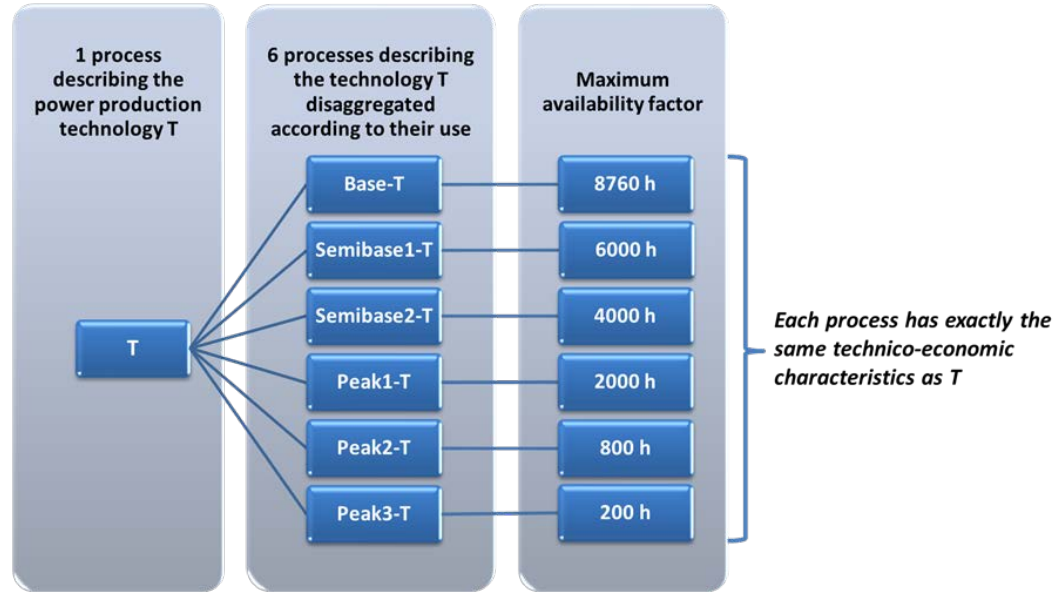 1 process
describing the
power production
technology T
6 processes describing
the technology T
disaggregated
according to their use
Maximum
availability factor
T
Base-T
8760 h
Semibase1-T
6000 h
Semibase2-T
4000 h
Peak1-T
2000 h
Peak2-T
800 h
Peak3-T
200 h
Each process has exactly the
same technico-economic
characteristics as T